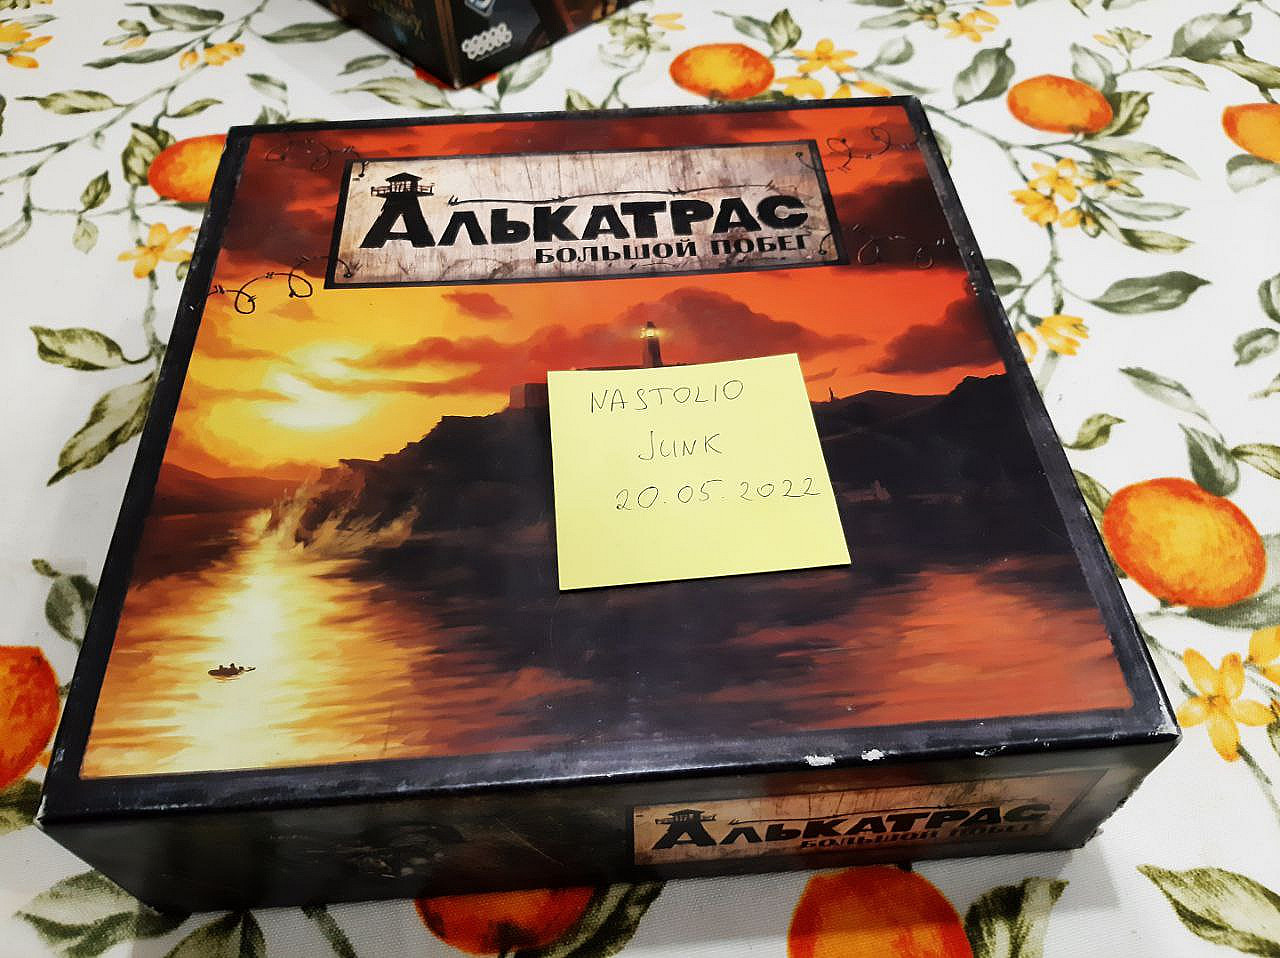 Алькатрас
большой побег
NASTOLIO
JUNK
20.05.2022
Алькатрас
большой побег